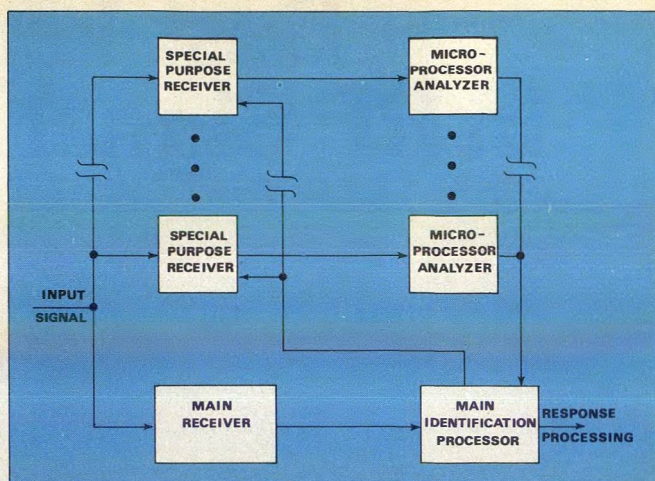 SPECIAL
PURPOSE
RECEIVER
MICRO-
PROCESSOR
ANALYZER
SPECIAL
PURPOSE
RECEIVER
MICRO-
PROCESSOR
ANALYZER
INPUT
SIGNAL
MAIN
RECEIVER
MAIN
IDENTIFICATION
PROCESSOR
RESPONSE
PROCESSING